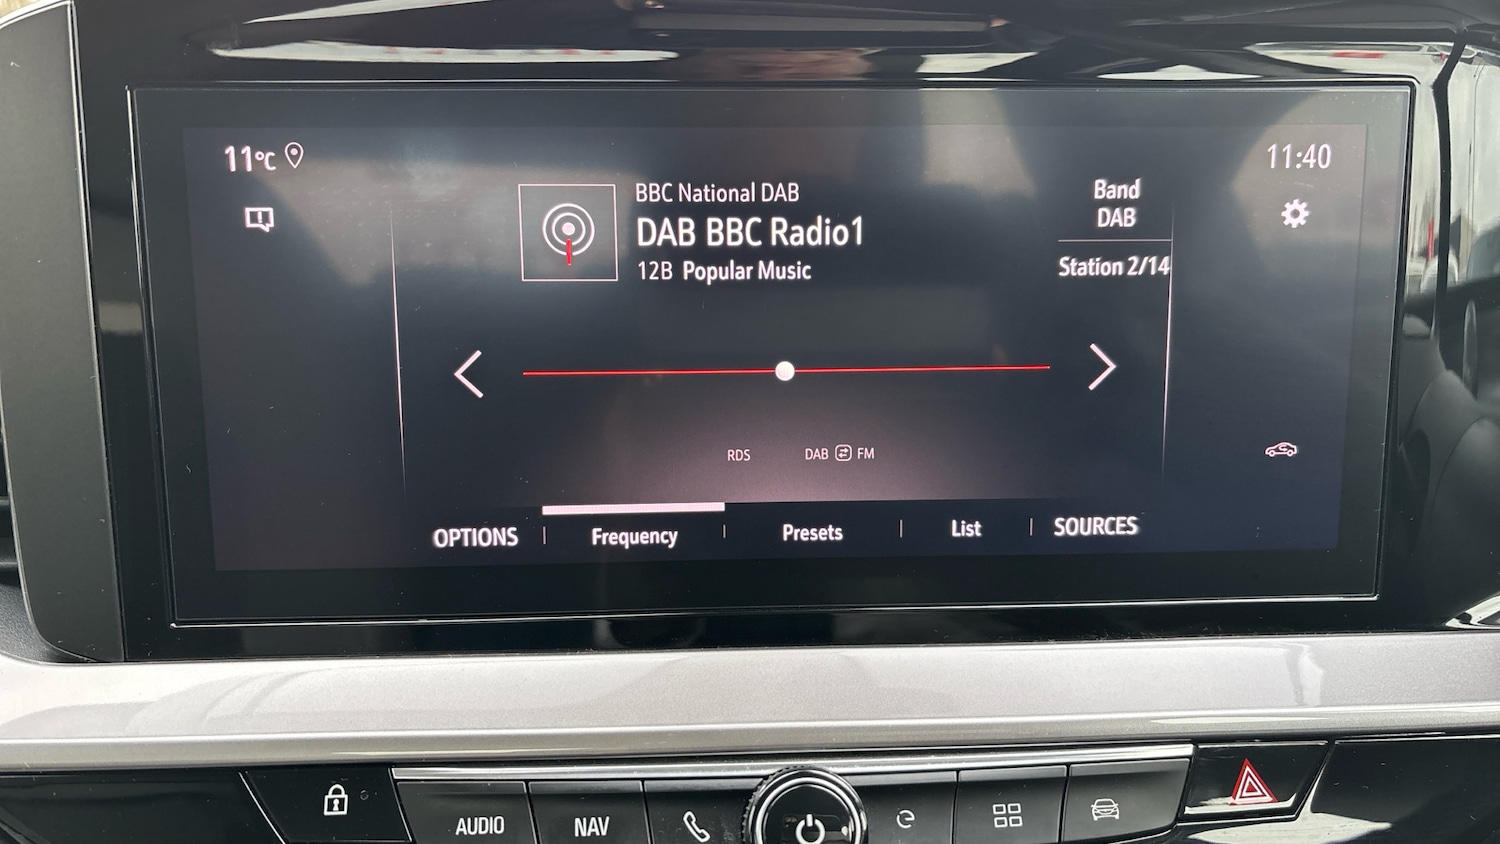 11°C
11:40
BBC National DAB
DAB BBC Radio1
12B Popular Music
Band
DAB
Station 2/14
RDS
DAB FM
OPTIONS
Frequency
Presets
List
SOURCES
AUDIO
NAV